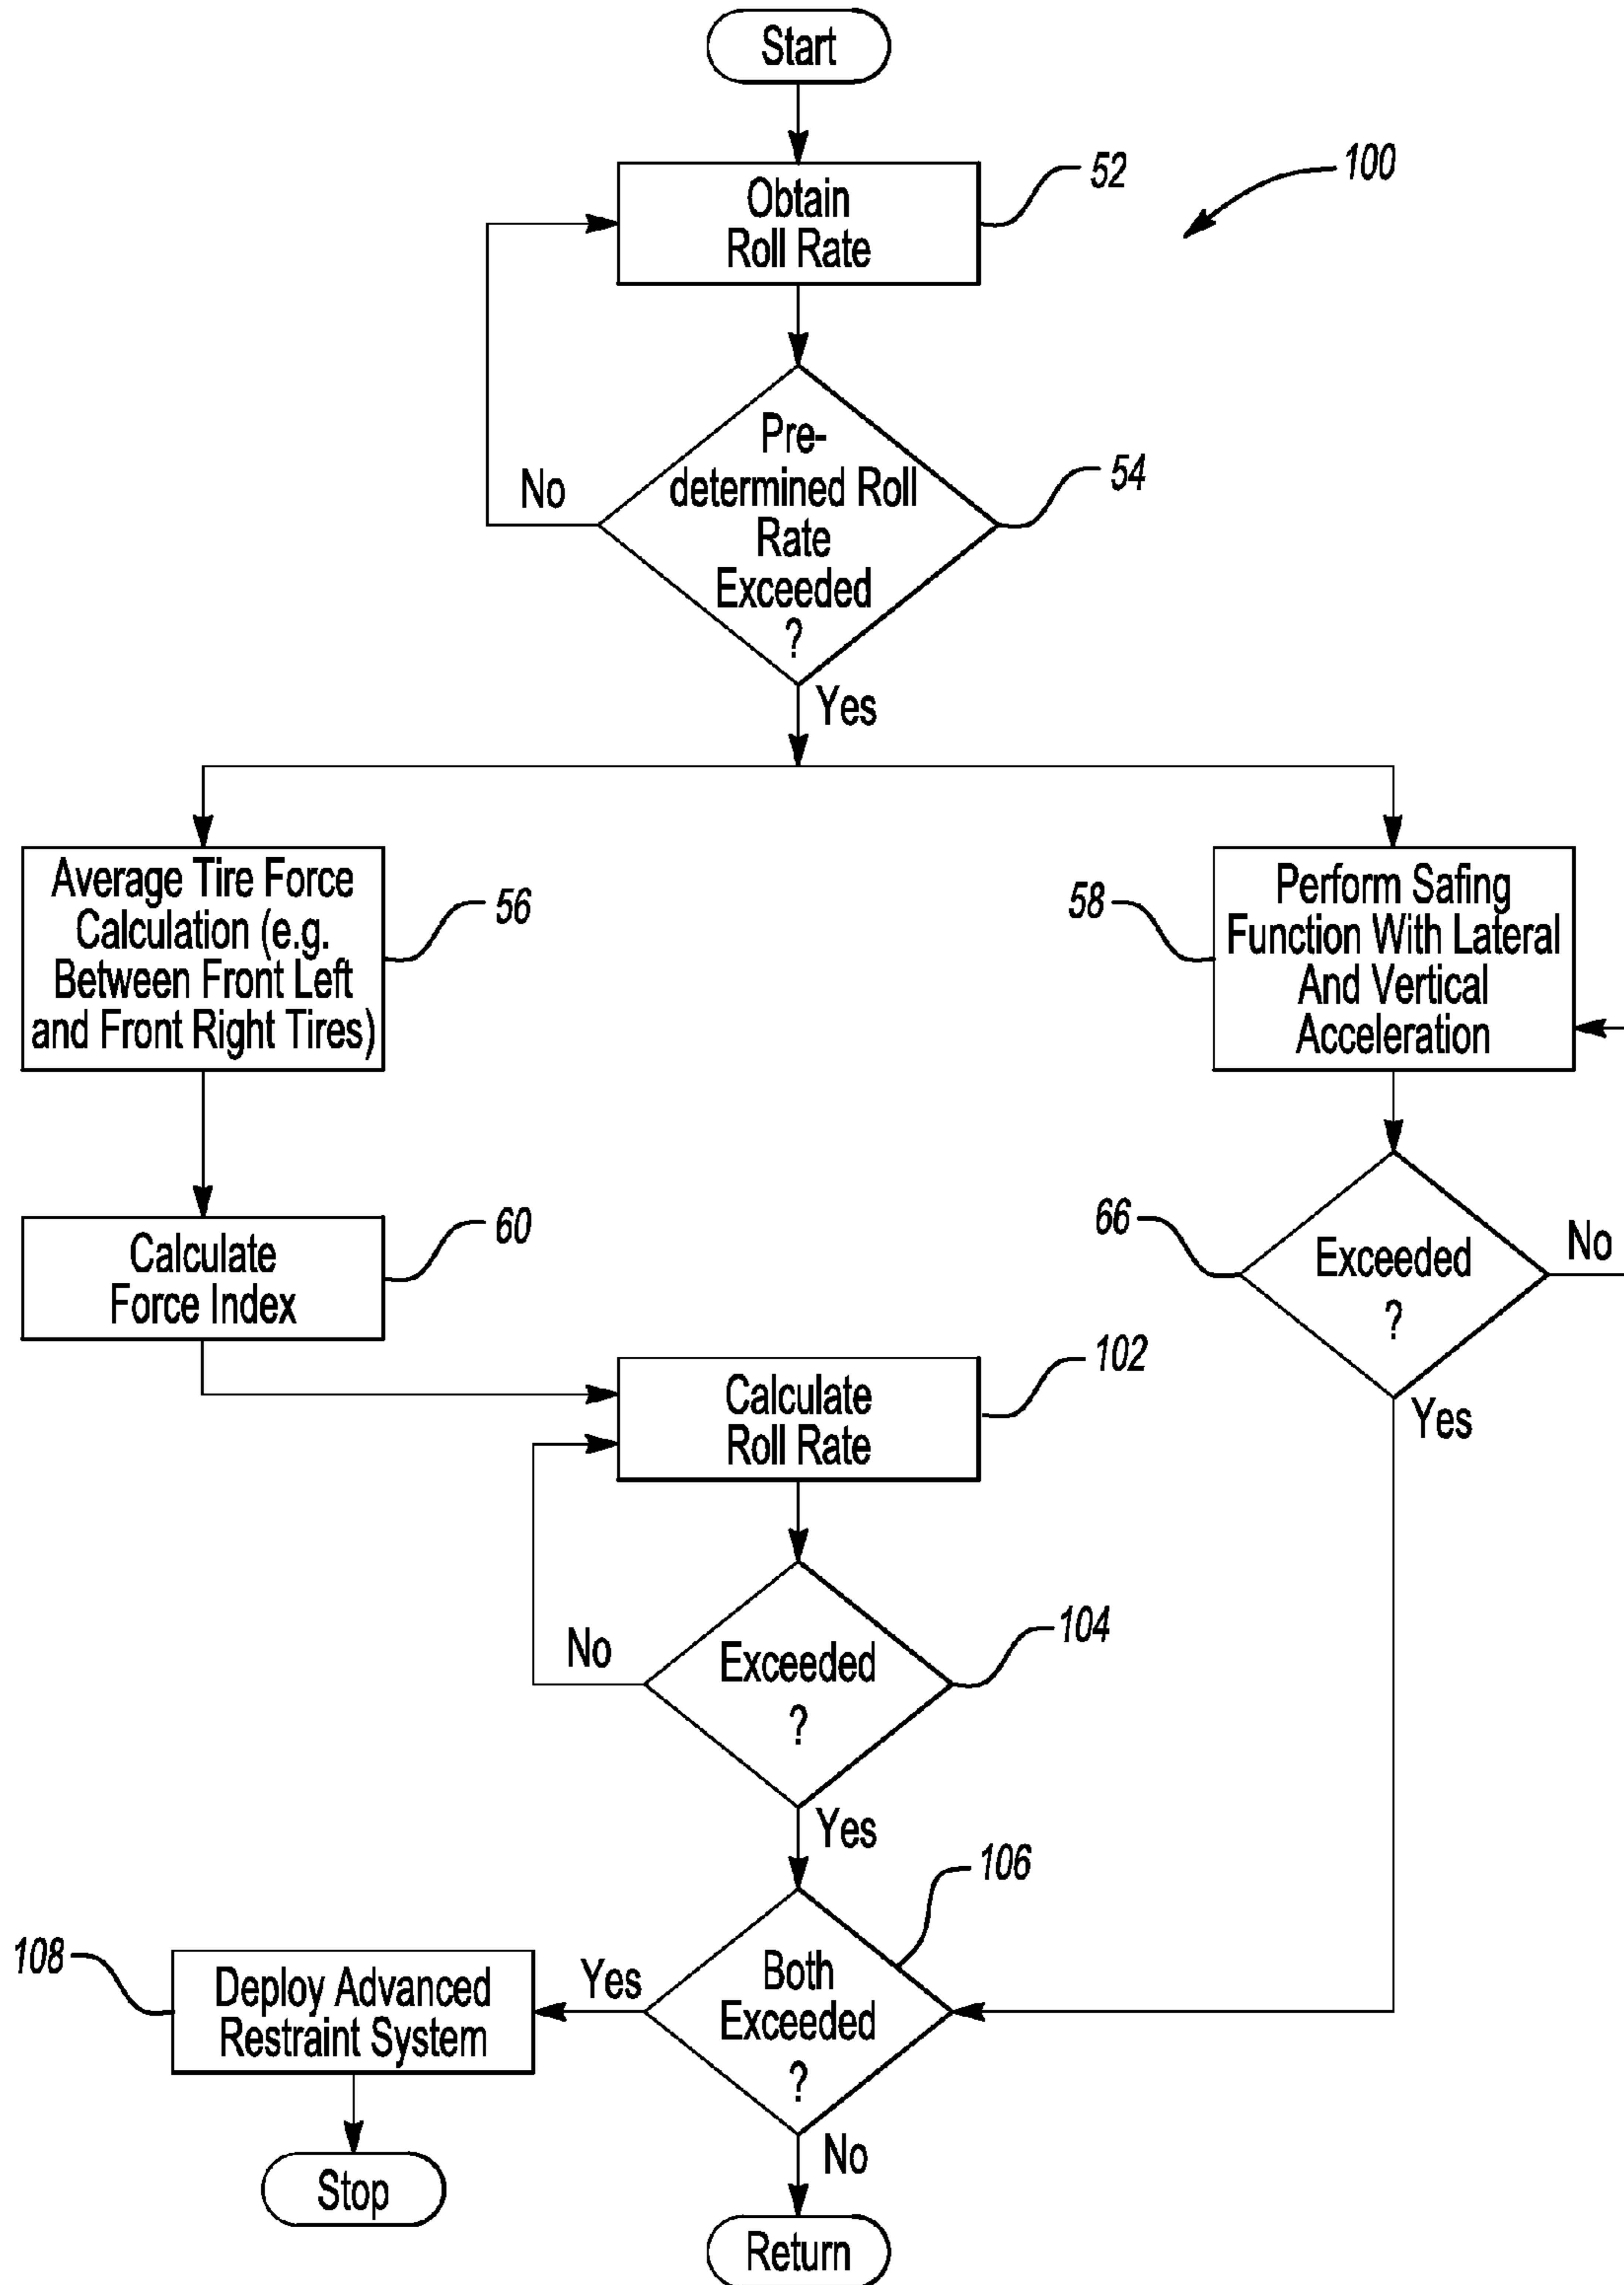 Start
52
100
Obtain
Roll Rate
Pre-
determined Roll
Rate
Exceeded
?
54
No
Yes
Average Tire Force
Calculation (e.g.
Between Front Left
and Front Right Tires)
56
58
Perform Safing
Function With Lateral
And Vertical
Acceleration
Calculate
Force Index
60
66
Exceeded
?
No
Yes
Calculate
Roll Rate
102
No
Exceeded
?
104
Yes
106
108
Deploy Advanced
Restraint System
Yes
Both
Exceeded
?
No
Stop
Return